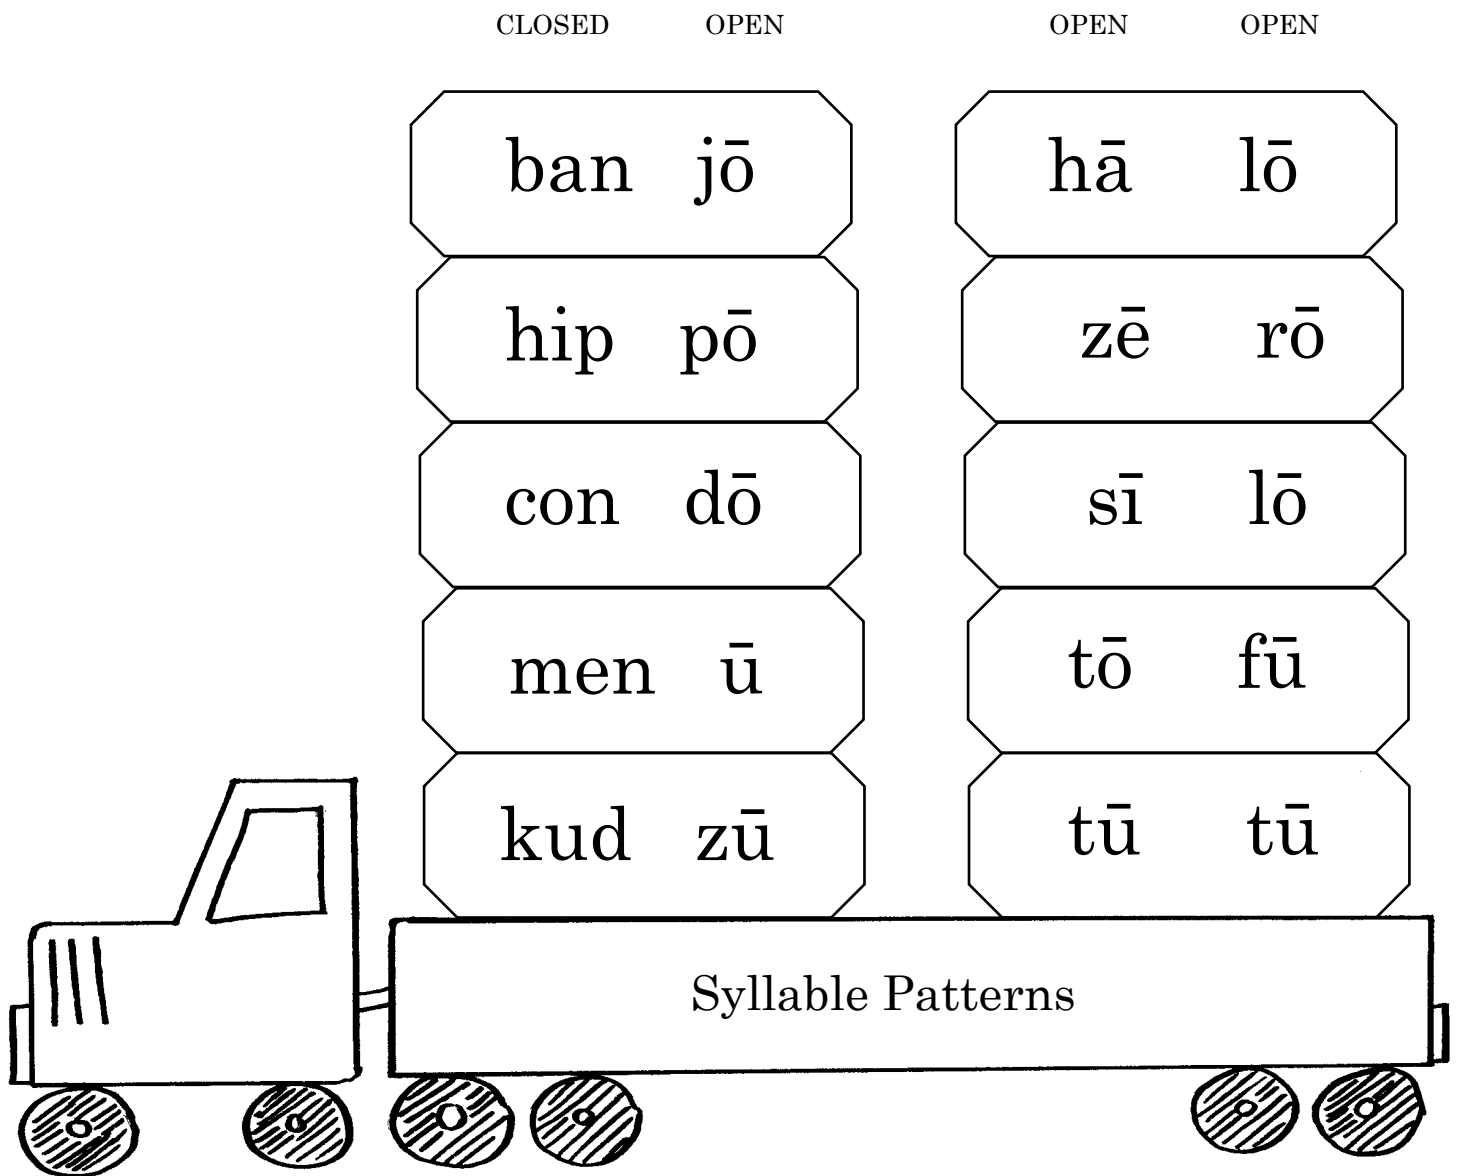 CLOSED OPEN OPEN OPEN
ban jō hā lō
hip pō zē rō
con dō sī lō
men ū tō fū
kud zū tū tū
Syllable Patterns